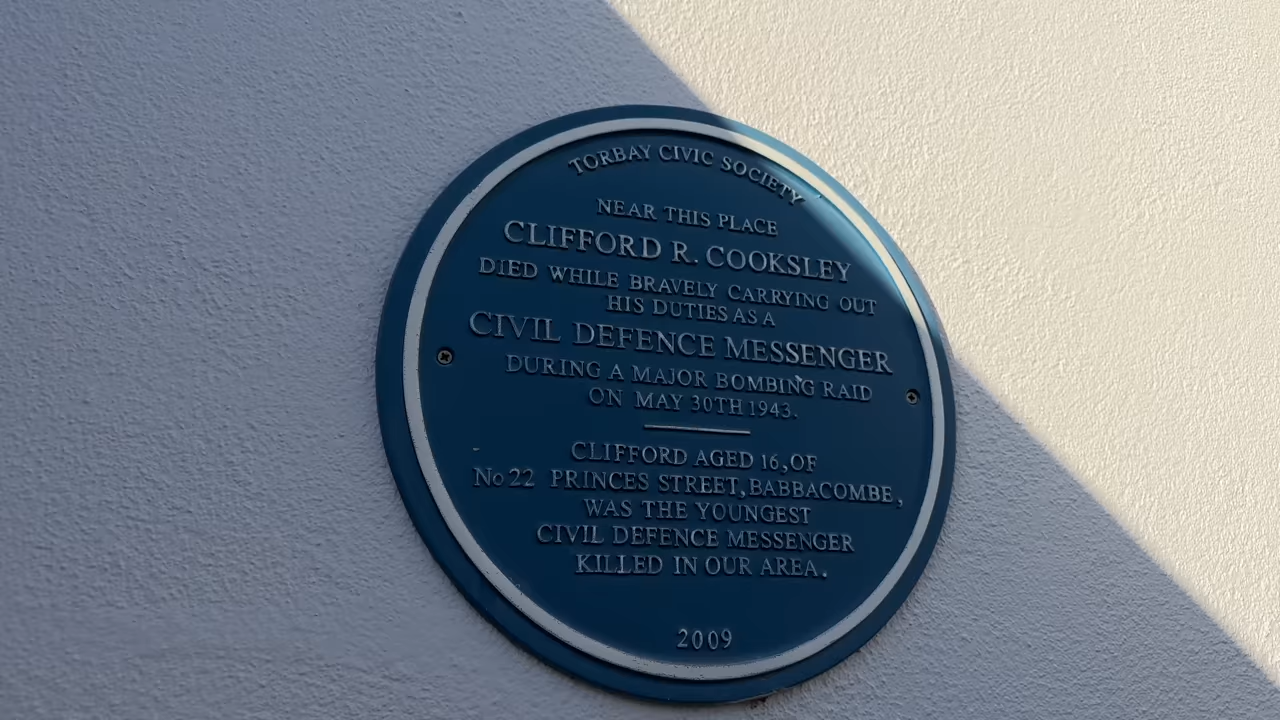 TORBAY CIVIC SOCIETY
NEAR THIS PLACE
CLIFFORD R. COOKSLEY
DIED WHILE BRAVELY CARRYING OUT
HIS DUTIES AS A
CIVIL DEFENCE MESSENGER
DURING A MAJOR BOMBING RAID
ON MAY 30TH 1943.
CLIFFORD AGED 16, OF
No 22 PRINCES STREET, BABBACOMBE,
WAS THE YOUNGEST
CIVIL DEFENCE MESSENGER
KILLED IN OUR AREA.
2009